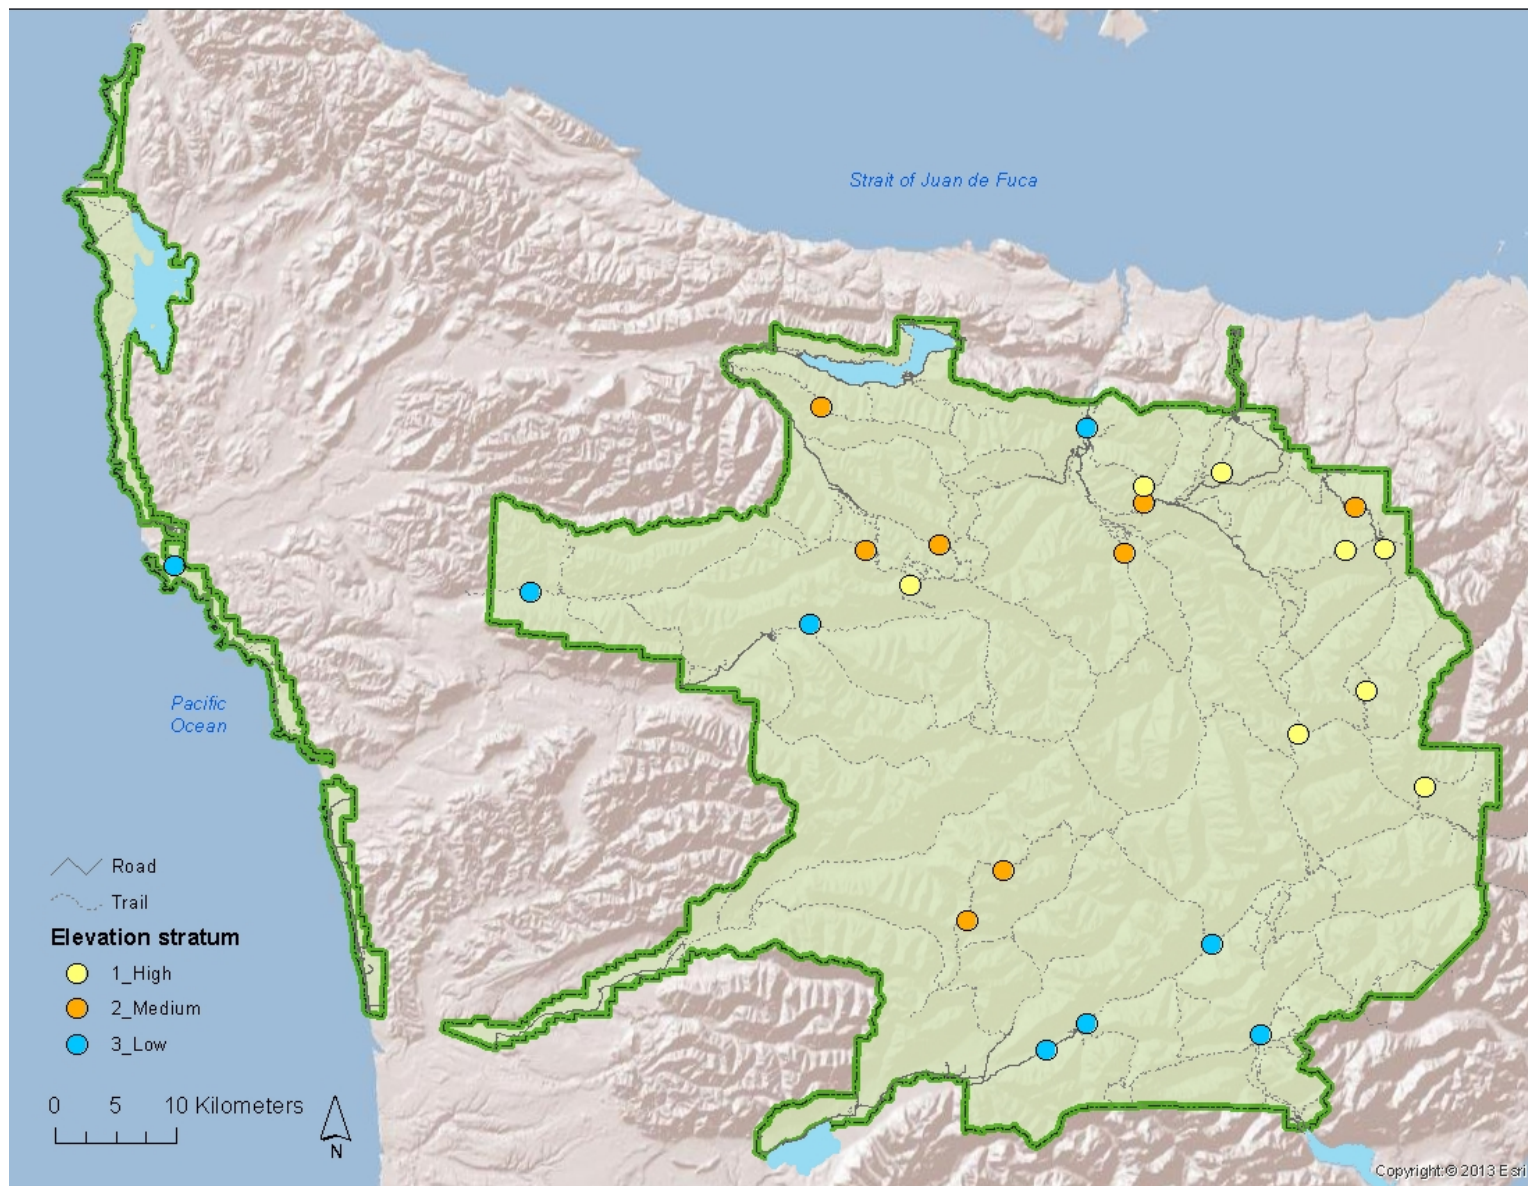 Strait of Juan de Fuca
Pacific
Ocean
Road
Trail
Elevation stratum
1_High
2_Medium
3_Low
0 5 10 Kilometers
N
Copyright:© 2013 Esri